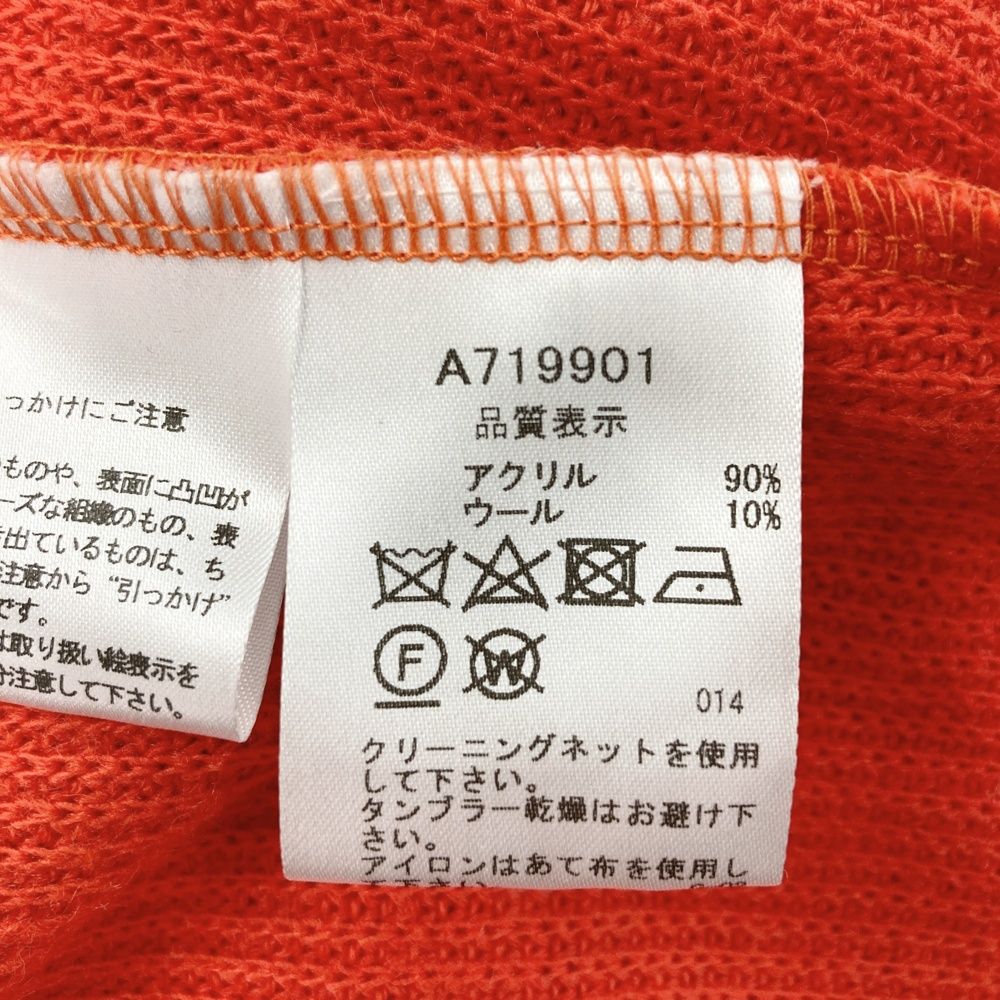 っかけにご注意
ものや、表面に凸凹が
ーズな組織のもの、表
出ているものは、ち
注意から“引っかけ”
です。
は取り扱い絵表示を
分注意して下さい。
A719901
品質表示
アクリル 90%
ウール 10%
F W
014
クリーニングネットを使用
して下さい。
タンブラー乾燥はお避け下
さい。
アイロンはあて布を使用し
て下さい。